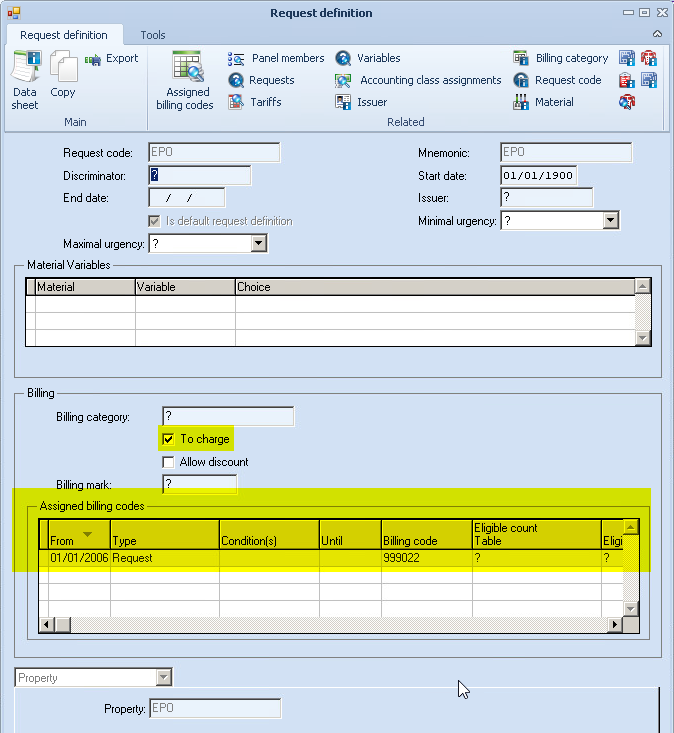 Request definition
Request definition Tools
Export
Panel members Variables Billing category
Requests Accounting class assignments Request code
Data sheet Copy Assigned billing codes Tariffs Issuer Material
Main Related
Request code: EPO Mnemonic: EPO
Discriminator: ? Start date: 01/01/1900
End date: / / Issuer: ?
Is default request definition Minimal urgency: ?
Maximal urgency: ?
Material Variables
Material Variable Choice
Billing
Billing category: ?
To charge
Allow discount
Billing mark: ?
Assigned billing codes
From Type Condition(s) Until Billing code Eligible count Table Eligi
01/01/2006 Request 999022 ? ?
Property
Property: EPO